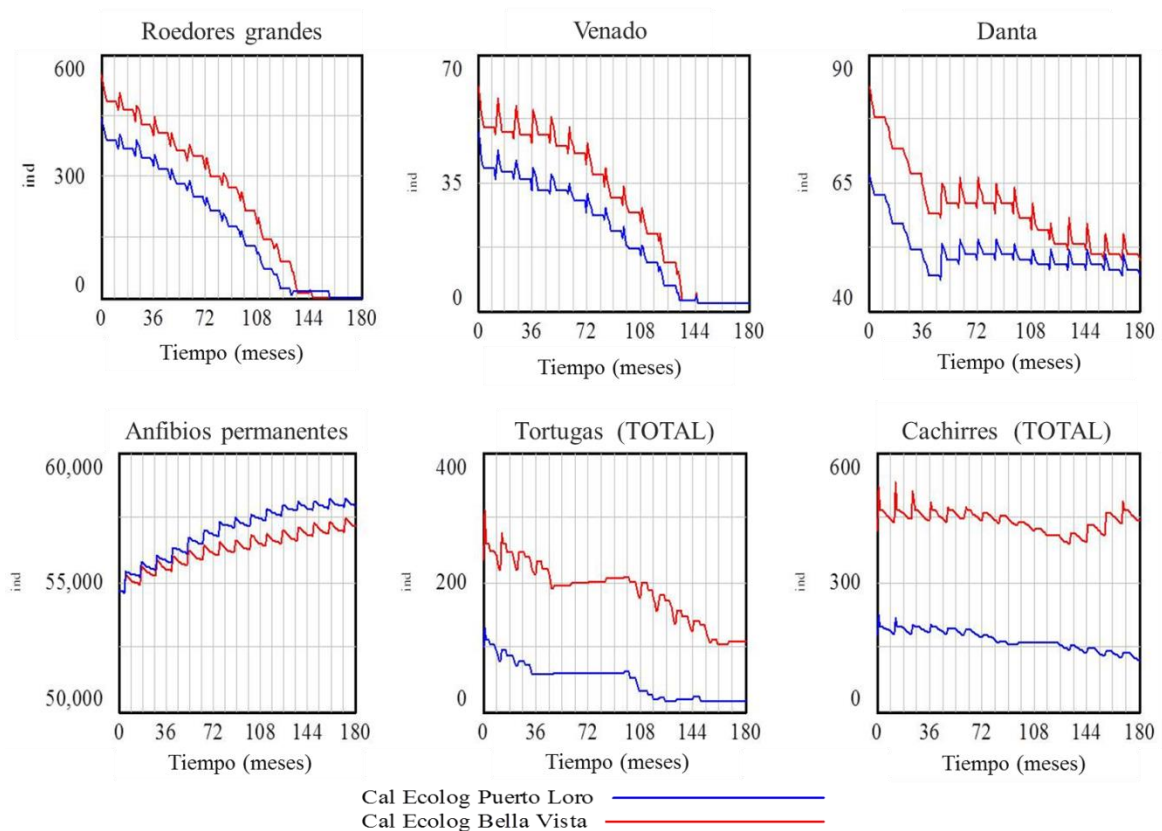 Roedores grandes
600
300
0
ind
0 36 72 108 144 180
Tiempo (meses)
Venado
70
35
0
ind
0 36 72 108 144 180
Tiempo (meses)
Danta
90
65
40
ind
0 36 72 108 144 180
Tiempo (meses)
Anfibios permanentes
60,000
55,000
50,000
ind
0 36 72 108 144 180
Tiempo (meses)
Tortugas (TOTAL)
400
200
0
ind
0 36 72 108 144 180
Tiempo (meses)
Cachirres (TOTAL)
600
300
0
ind
0 36 72 108 144 180
Tiempo (meses)
Cal Ecolog Puerto Loro
Cal Ecolog Bella Vista